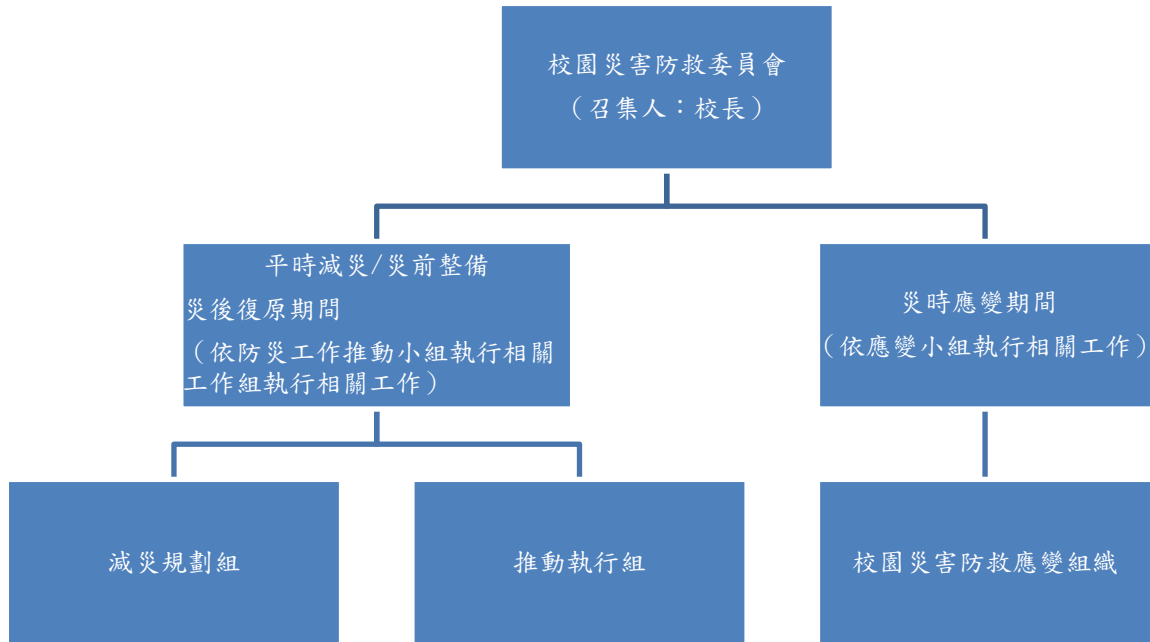 校園災害防救委員會
（召集人：校長）
平時減災/災前整備
災後復原期間
（依防災工作推動小組執行相關
工作組執行相關工作）
災時應變期間
（依應變小組執行相關工作）
減災規劃組
推動執行組
校園災害防救應變組織